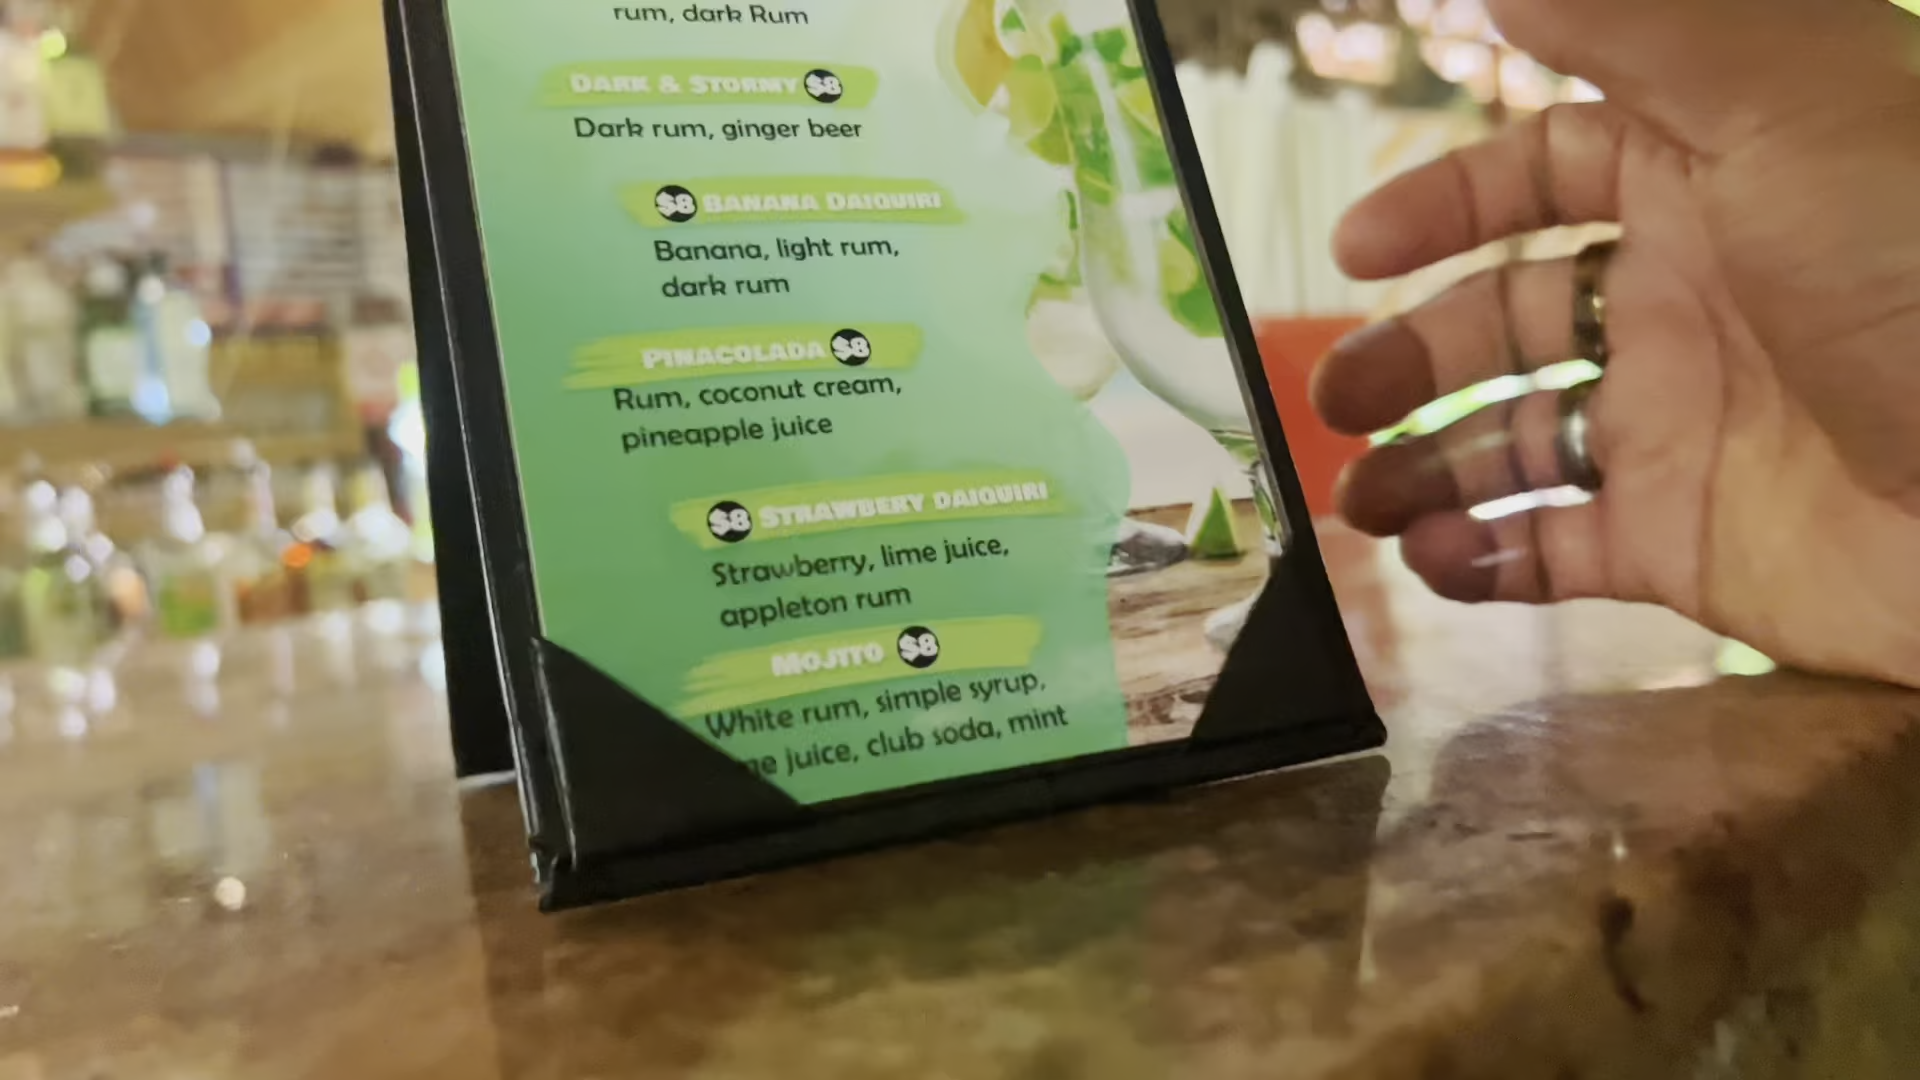 rum, dark Rum
DARK & STORMY $8
Dark rum, ginger beer
$8 BANANA DAIQUIRI
Banana, light rum,
dark rum
PINACOLADA $8
Rum, coconut cream,
pineapple juice
$8 STRAWBERY DAIQUIRI
Strawberry, lime juice,
appleton rum
MOJITO $8
White rum, simple syrup,
juice, club soda, mint